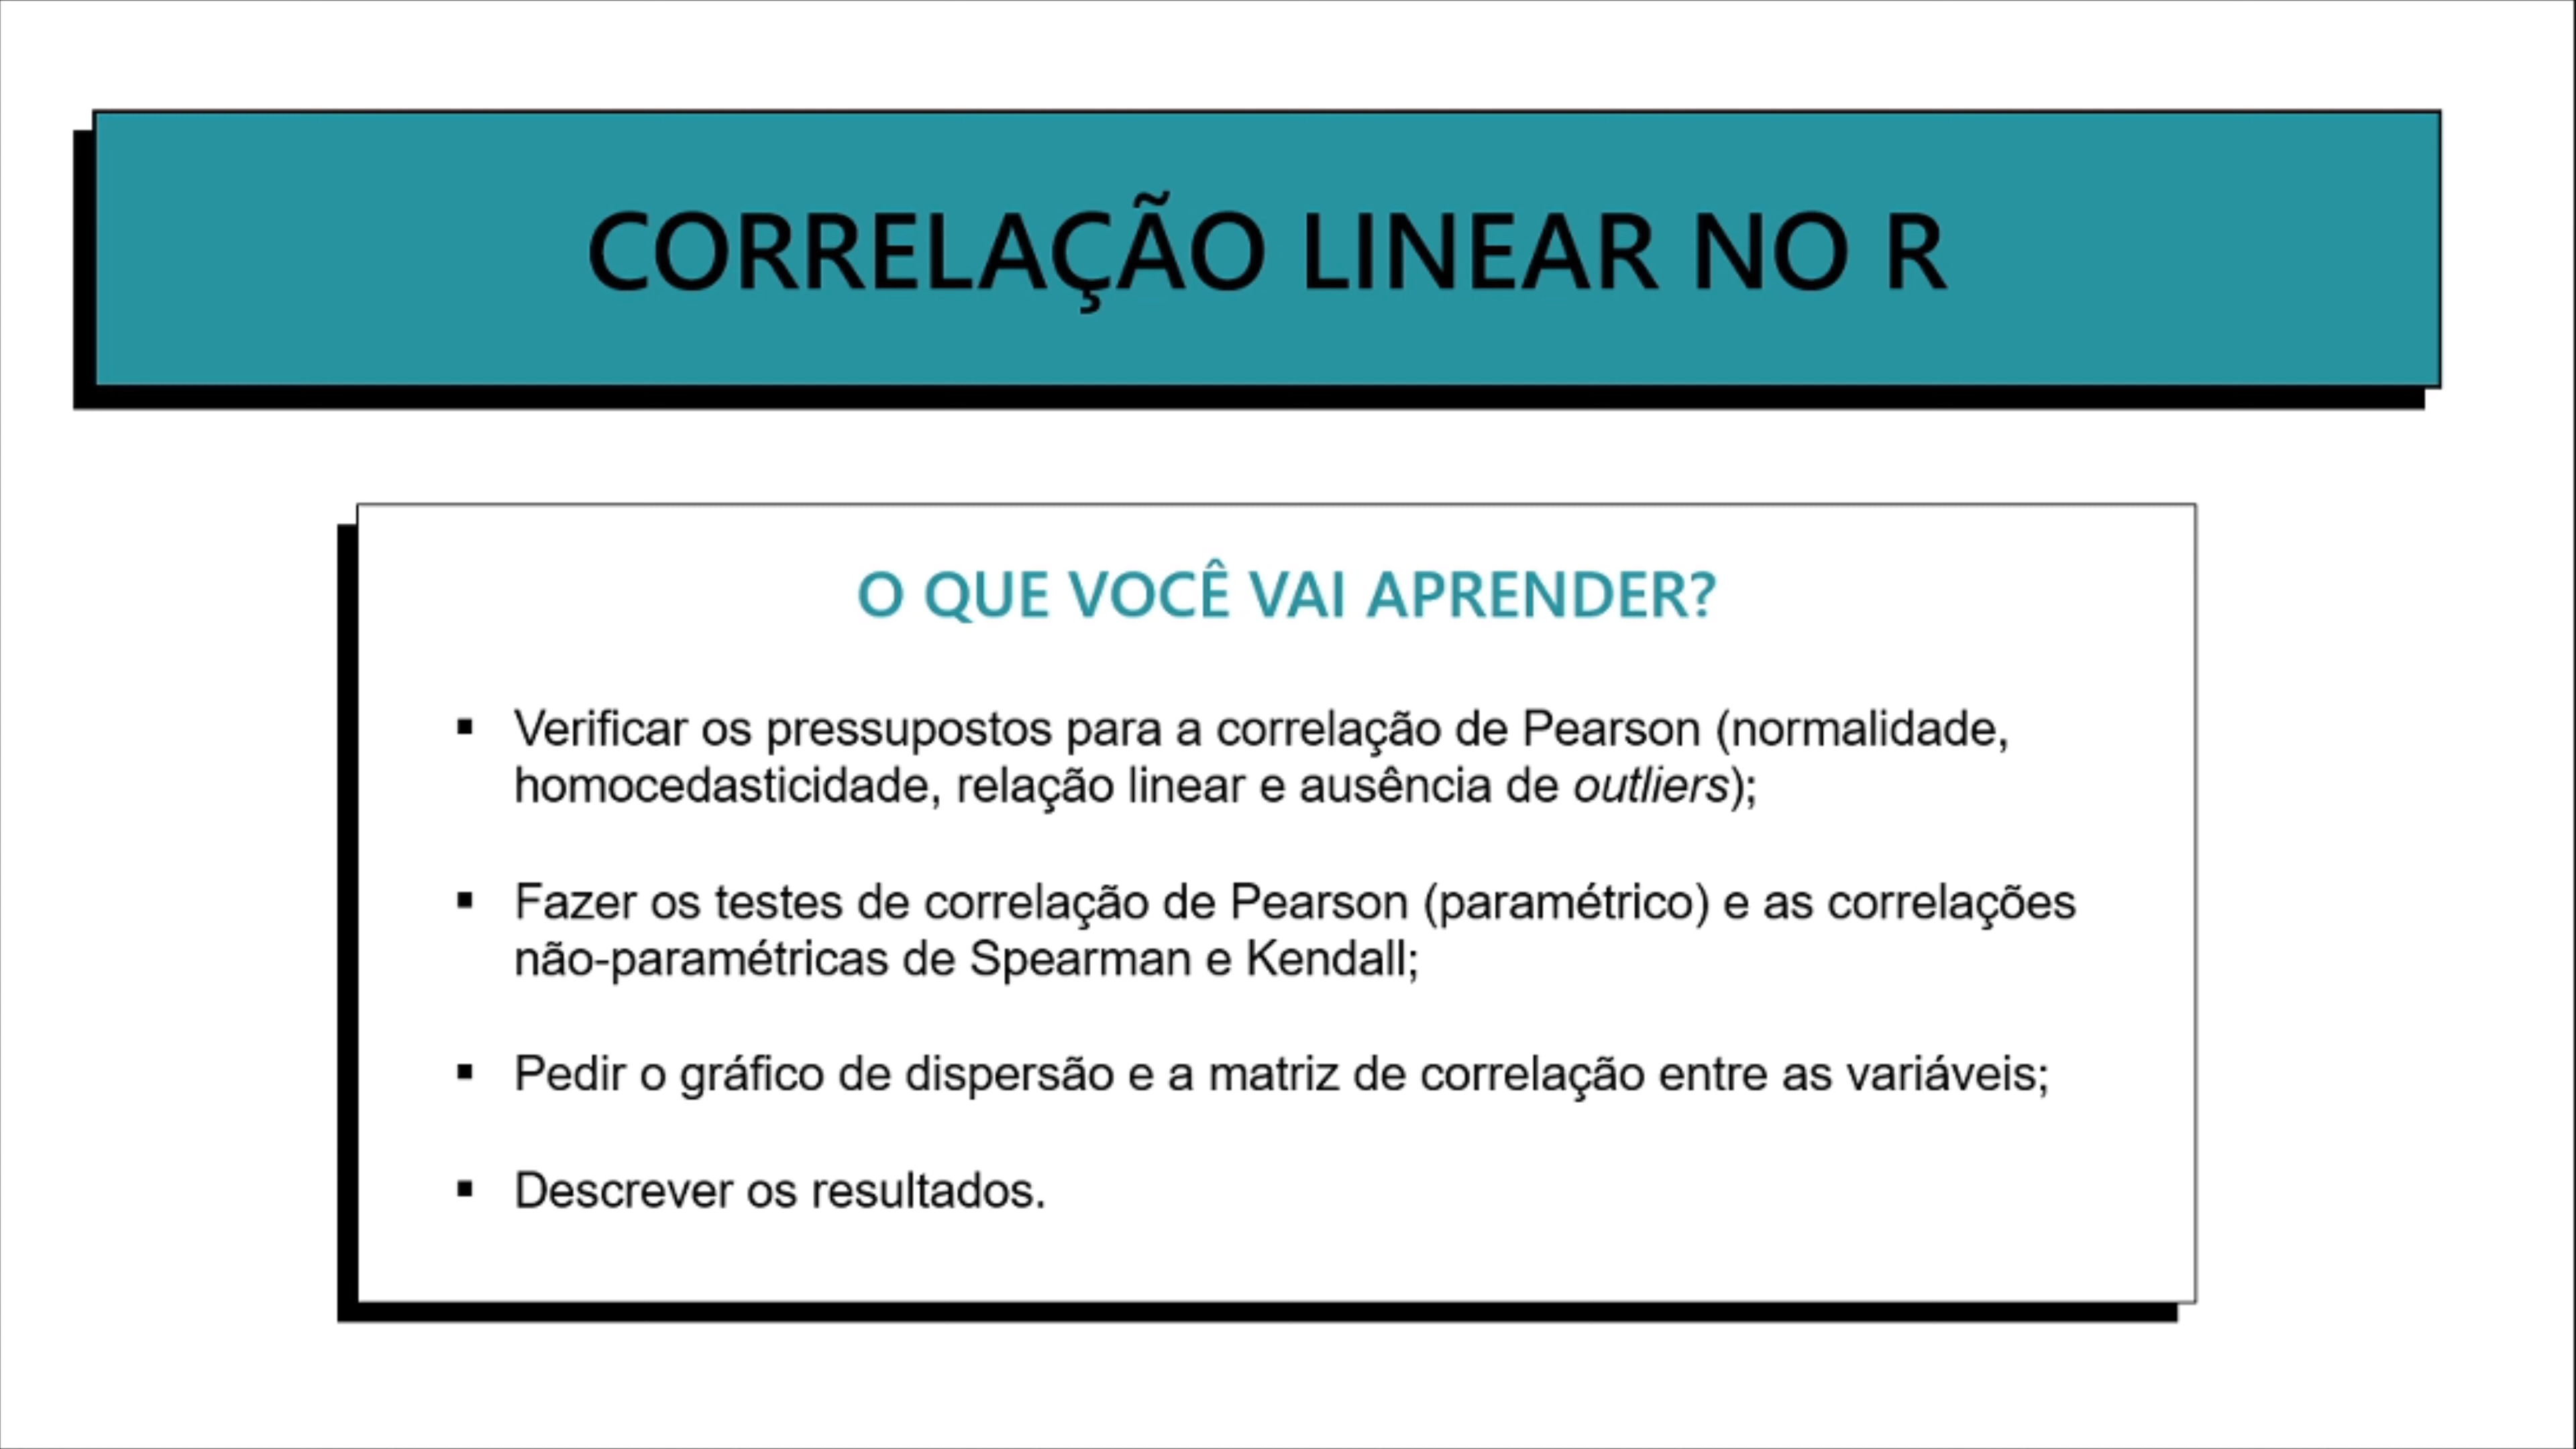 CORRELAÇÃO LINEAR NO R
O QUE VOCÊ VAI APRENDER?
▪ Verificar os pressupostos para a correlação de Pearson (normalidade,
homocedasticidade, relação linear e ausência de outliers);
▪ Fazer os testes de correlação de Pearson (paramétrico) e as correlações
não-paramétricas de Spearman e Kendall;
▪ Pedir o gráfico de dispersão e a matriz de correlação entre as variáveis;
▪ Descrever os resultados.